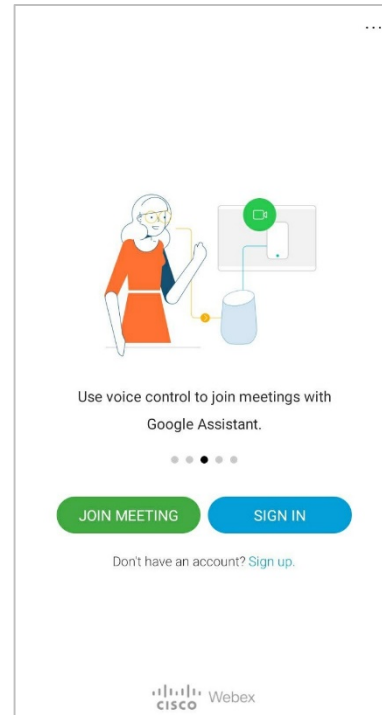 Use voice control to join meetings with
Google Assistant.
JOIN MEETING
SIGN IN
Don't have an account? Sign up.
CISCO Webex